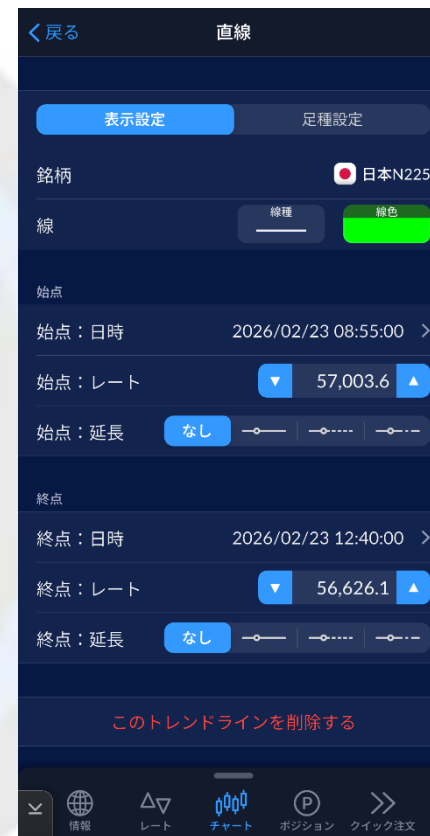 戻る 直線
表示設定 足種設定
銘柄 日本N225
線 線種 線色
始点
始点：日時 2026/02/23 08:55:00
始点：レート ▼ 57,003.6 ▲
始点：延長 なし
終点
終点：日時 2026/02/23 12:40:00
終点：レート ▼ 56,626.1 ▲
終点：延長 なし
このトレンドラインを削除する
情報 レート チャート P ポジション クイック注文